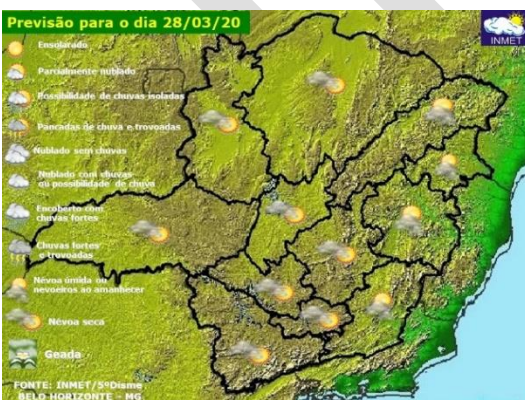 Previsão para o dia 28/03/20
INMET
Ensolarado
Parcialmente nublado
Possibilidade de chuvas isoladas
Pancadas de chuva e trovoadas
Nublado sem chuvas
Nublado com chuvas
ou possibilidade de chuva
Encoberto com
chuvas fortes
Chuvas fortes
e trovoadas
Névoa úmida ou
nevoeiros ao amanhecer
Névoa seca
Geada
FONTE: INMET/5ºDisme
BELO HORIZONTE - MG